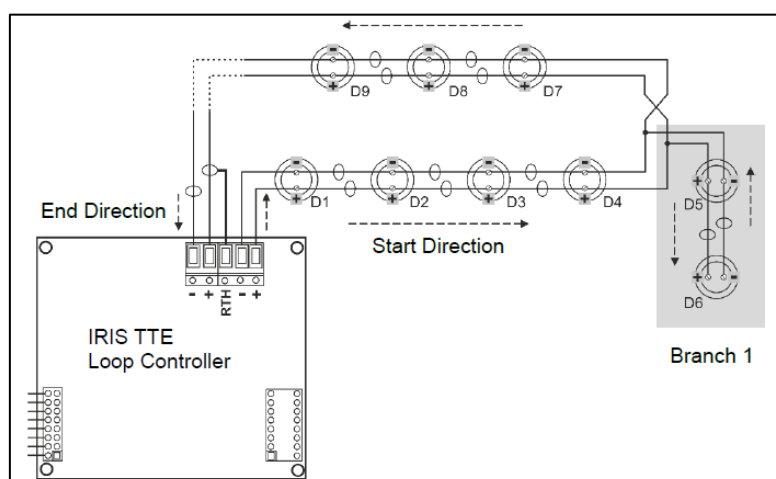 - - -
D9 D8 D7
+ + +
- - - -
D1 D2 D3 D4
+ + + +
+ D5 -
+ D6 -
End Direction
Start Direction
Branch 1
- + RTH - +
IRIS TTE
Loop Controller